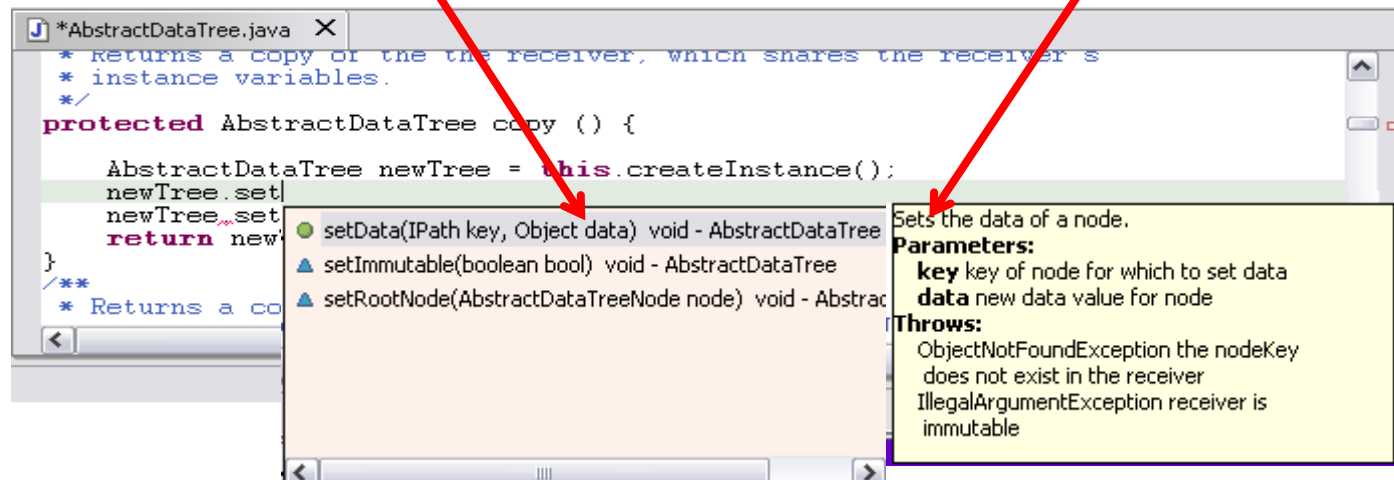 *AbstractDataTree.java
* Returns a copy of the the receiver, which shares the receiver's
* instance variables.
*/
protected AbstractDataTree copy () {
AbstractDataTree newTree = this.createInstance();
newTree.set
newTree.set
return new
}
/**
* Returns a co
setData(IPath key, Object data) void - AbstractDataTree
setImmutable(boolean bool) void - AbstractDataTree
setRootNode(AbstractDataTreeNode node) void - Abstrac
Sets the data of a node.
Parameters:
key key of node for which to set data
data new data value for node
Throws:
ObjectNotFoundException the nodeKey
does not exist in the receiver
IllegalArgumentException receiver is
immutable